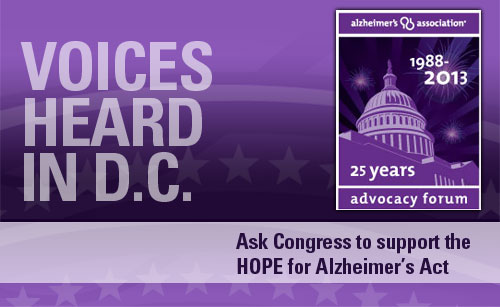 VOICES
HEARD
IN D.C.
alzheimer's association®
1988-
2013
25 years
advocacy forum
Ask Congress to support the
HOPE for Alzheimer's Act